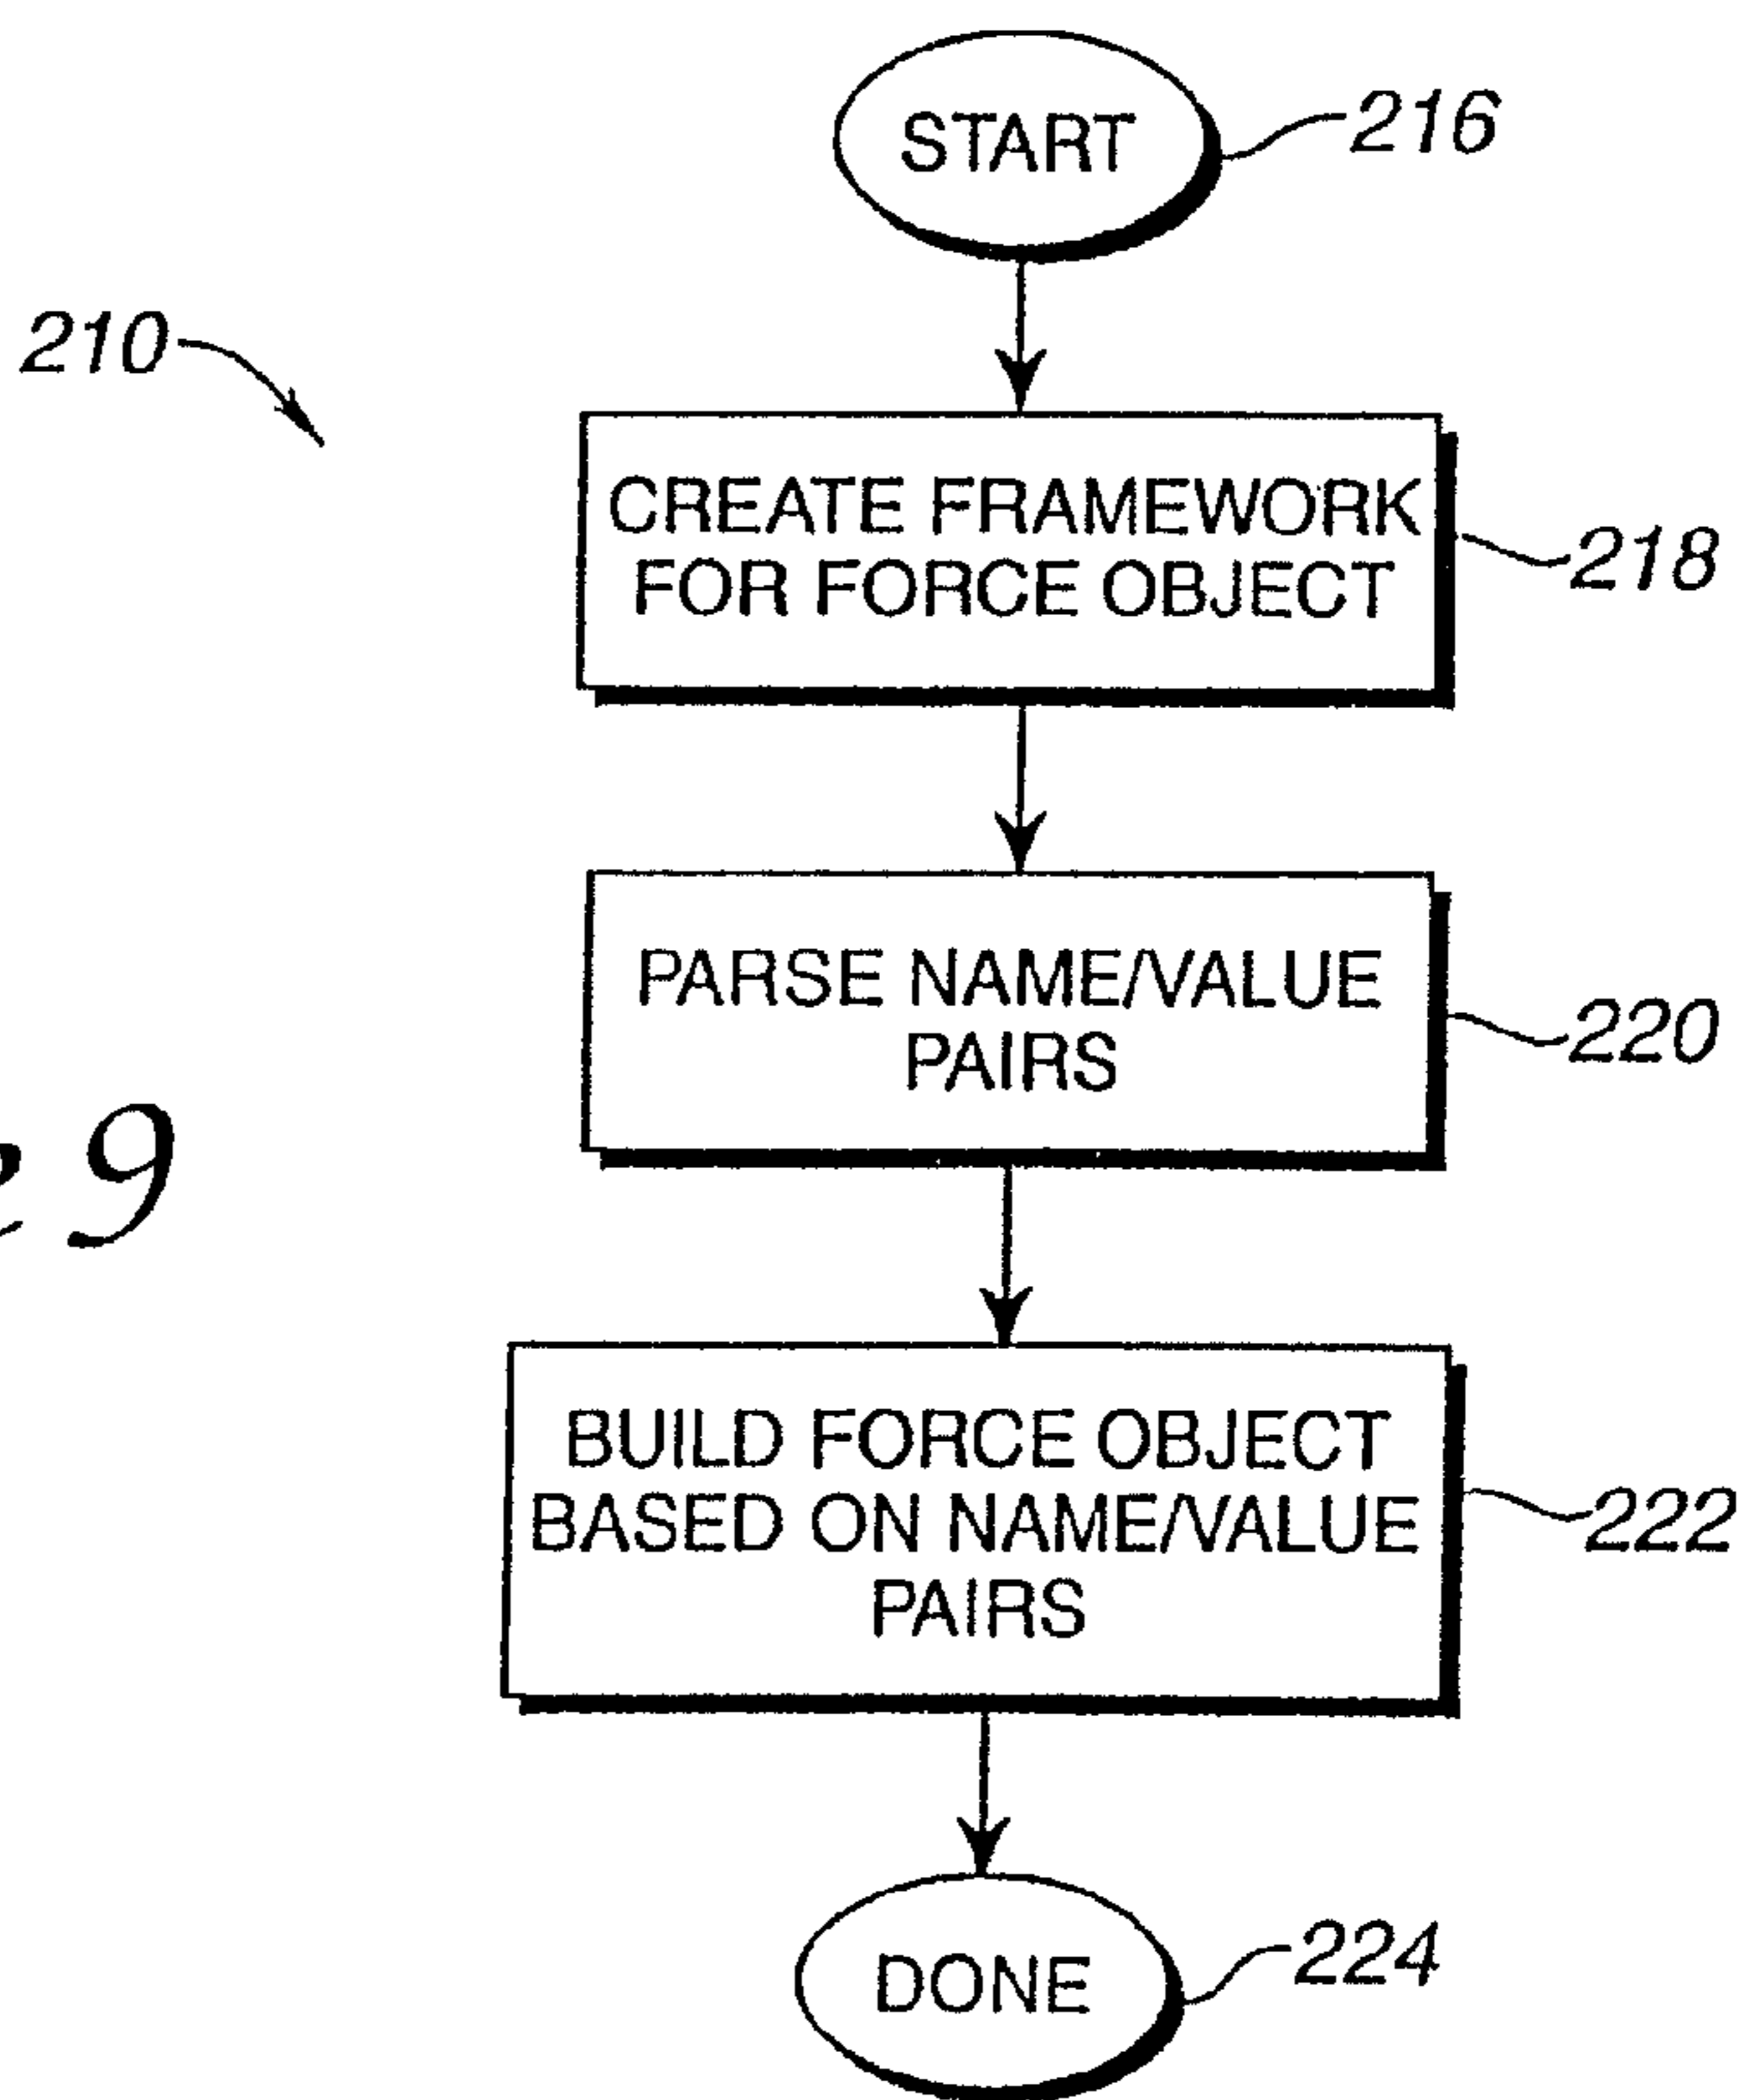 START
216
210
CREATE FRAMEWORK
FOR FORCE OBJECT
218
PARSE NAME/VALUE
PAIRS
220
9
BUILD FORCE OBJECT
BASED ON NAME/VALUE
PAIRS
222
DONE
224